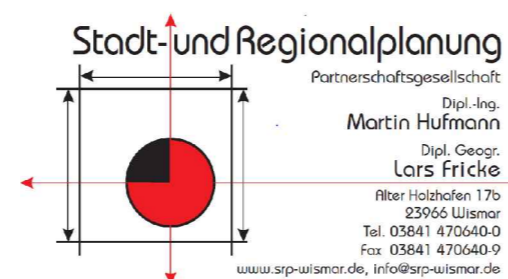 Stadt- und Regionalplanung
Partnerschaftsgesellschaft
Dipl.-Ing.
Martin Hufmann
Dipl. Geogr.
Lars Fricke
Alter Holzhafen 17b
23966 Wismar
Tel. 03841 470640-0
Fax 03841 470640-9
www.srp-wismar.de, info@srp-wismar.de